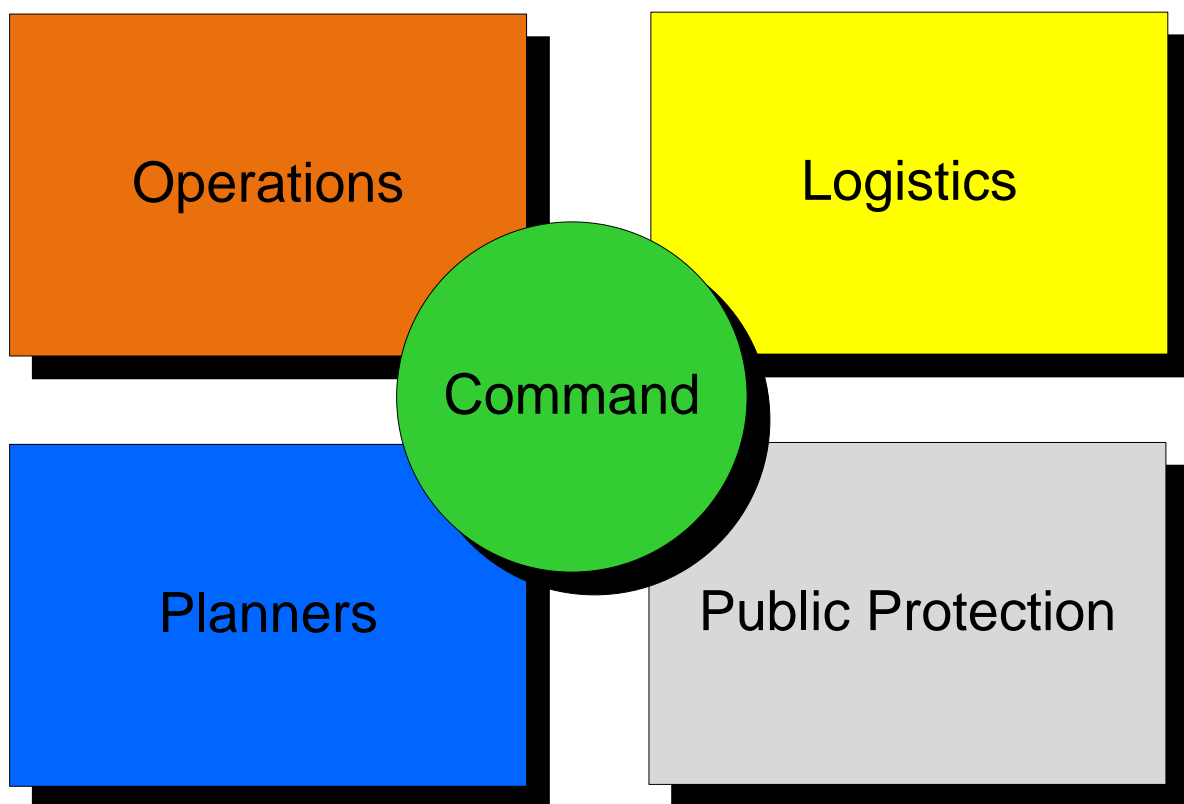 Operations
Logistics
Command
Planners
Public Protection